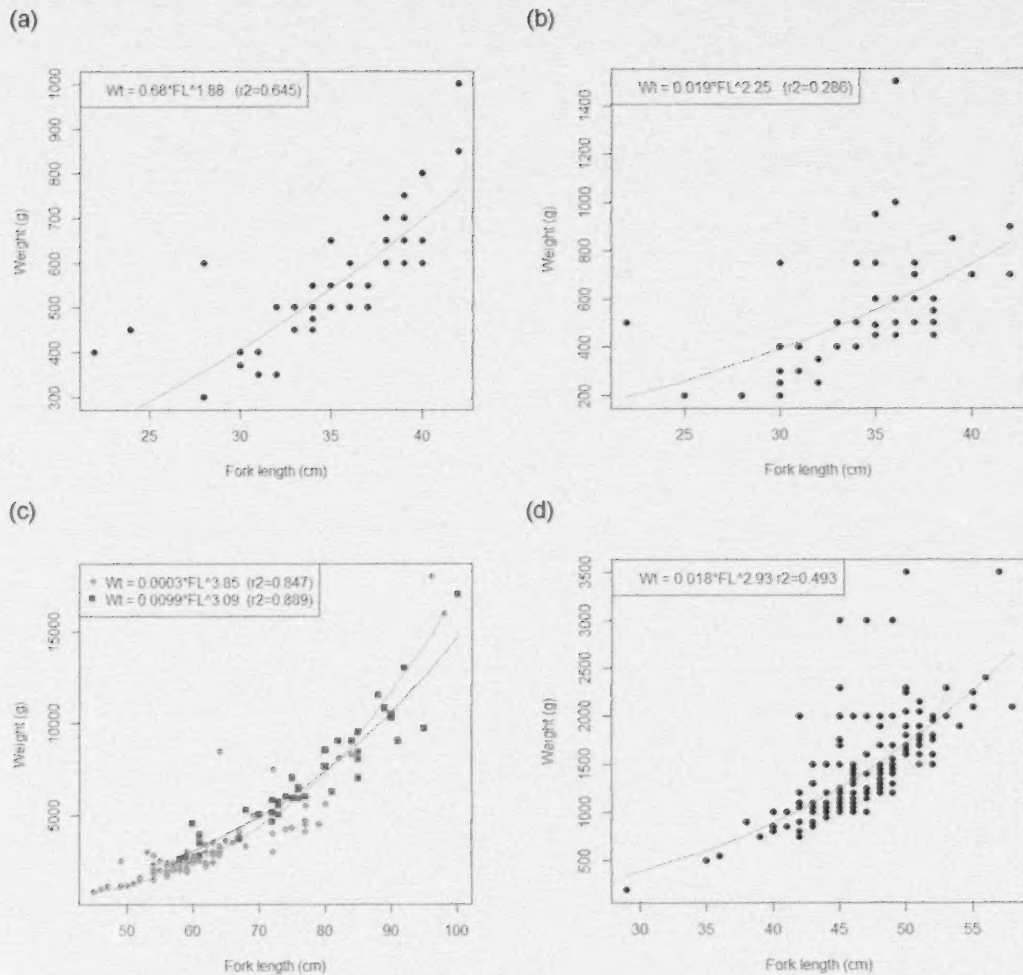 (a)
Wt = 0.68*FL^1.88 (r2=0.645)
Weight (g)
1000
900
800
700
600
500
400
300
25
30
35
40
Fork length (cm)
(b)
Wt = 0.019*FL^2.25 (r2=0.286)
Weight (g)
1400
1200
1000
800
600
400
200
25
30
35
40
Fork length (cm)
(c)
Wt = 0.0003*FL^3.85 (r2=0.847)
Wt = 0.0099*FL^3.09 (r2=0.889)
Weight (g)
15000
10000
5000
50
60
70
80
90
100
Fork length (cm)
(d)
Wt = 0.018*FL^2.93 r2=0.493
Weight (g)
3500
3000
2500
2000
1500
1000
500
30
35
40
45
50
55
Fork length (cm)